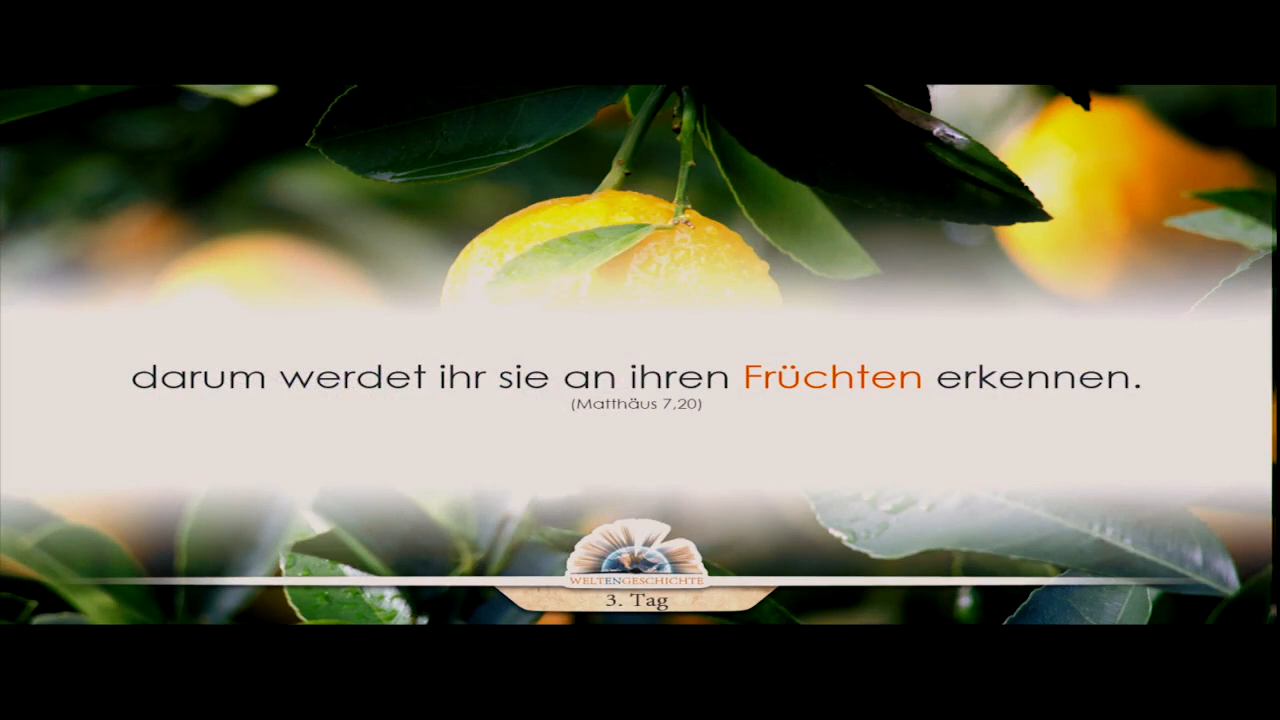 darum werdet ihr sie an ihren Früchten erkennen.
(Matthäus 7,20)
WELTENGESCHICHTE
3. Tag